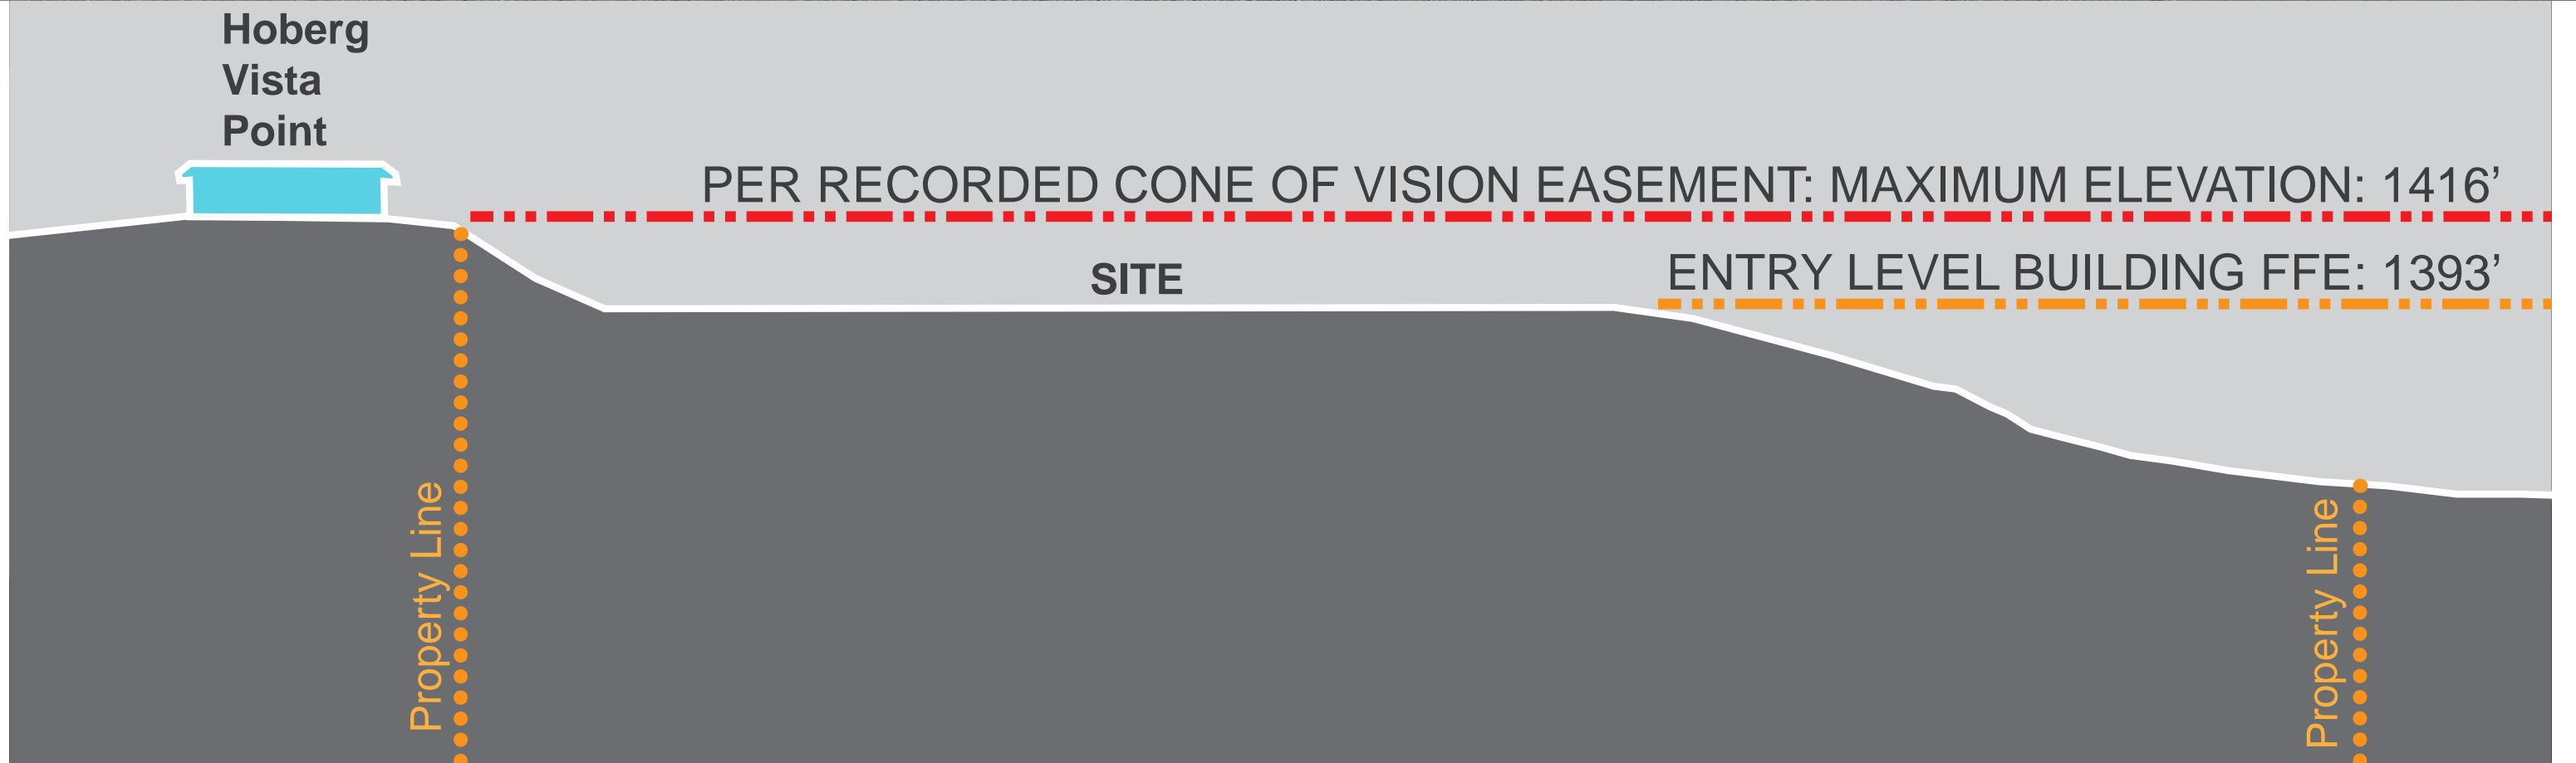 Hoberg
Vista
Point
PER RECORDED CONE OF VISION EASEMENT: MAXIMUM ELEVATION: 1416’
SITE
ENTRY LEVEL BUILDING FFE: 1393’
Property Line
Property Line